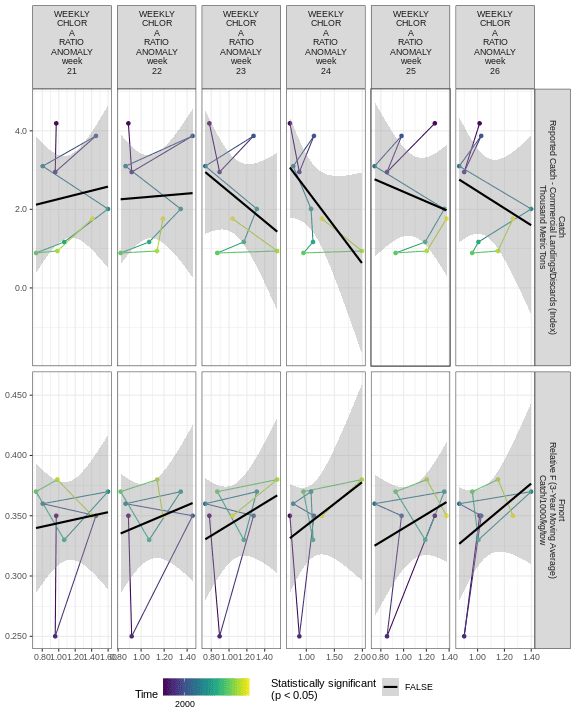 WEEKLY CHLOR A RATIO ANOMALY week 21
WEEKLY CHLOR A RATIO ANOMALY week 22
WEEKLY CHLOR A RATIO ANOMALY week 23
WEEKLY CHLOR A RATIO ANOMALY week 24
WEEKLY CHLOR A RATIO ANOMALY week 25
WEEKLY CHLOR A RATIO ANOMALY week 26
4.0
2.0
0.0
Catch
Reported Catch - Commercial Landings/Discards (Index)
Thousand Metric Tons
0.450
0.400
0.350
0.300
0.250
Fmort
Relative F (3-Year Moving Average)
Catch/1000/kg/tow
0.80 1.00 1.20 1.40 1.60
0.80 1.00 1.20 1.40
1.00 1.20 1.40
1.00 2.00
0.80 1.00 1.20 1.40
1.00 1.20 1.40
Time
2000
Statistically significant
(p < 0.05)
FALSE